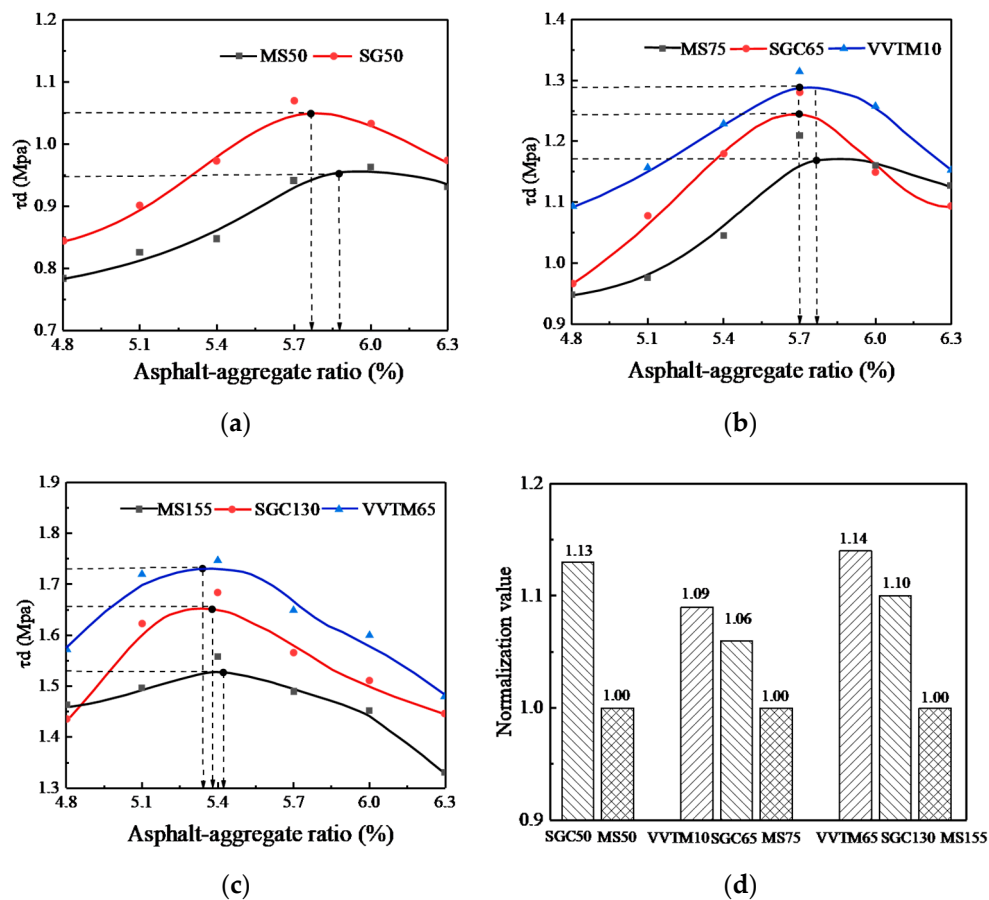 1.2
1.1
1.0
0.9
0.8
0.7
τd (Mpa)
MS50 SG50
4.8 5.1 5.4 5.7 6.0 6.3
Asphalt-aggregate ratio (%)
(a)
1.4
1.3
1.2
1.1
1.0
0.9
τd (Mpa)
MS75 SGC65 VVTM10
4.8 5.1 5.4 5.7 6.0 6.3
Asphalt-aggregate ratio (%)
(b)
1.9
1.8
1.7
1.6
1.5
1.4
1.3
τd (Mpa)
MS155 SGC130 VVTM65
4.8 5.1 5.4 5.7 6.0 6.3
Asphalt-aggregate ratio (%)
(c)
1.2
1.1
1.0
0.9
Normalization value
1.13
1.00
1.09
1.06
1.00
1.14
1.10
1.00
SGC50 MS50 VVTM10 SGC65 MS75 VVTM65 SGC130 MS155
(d)